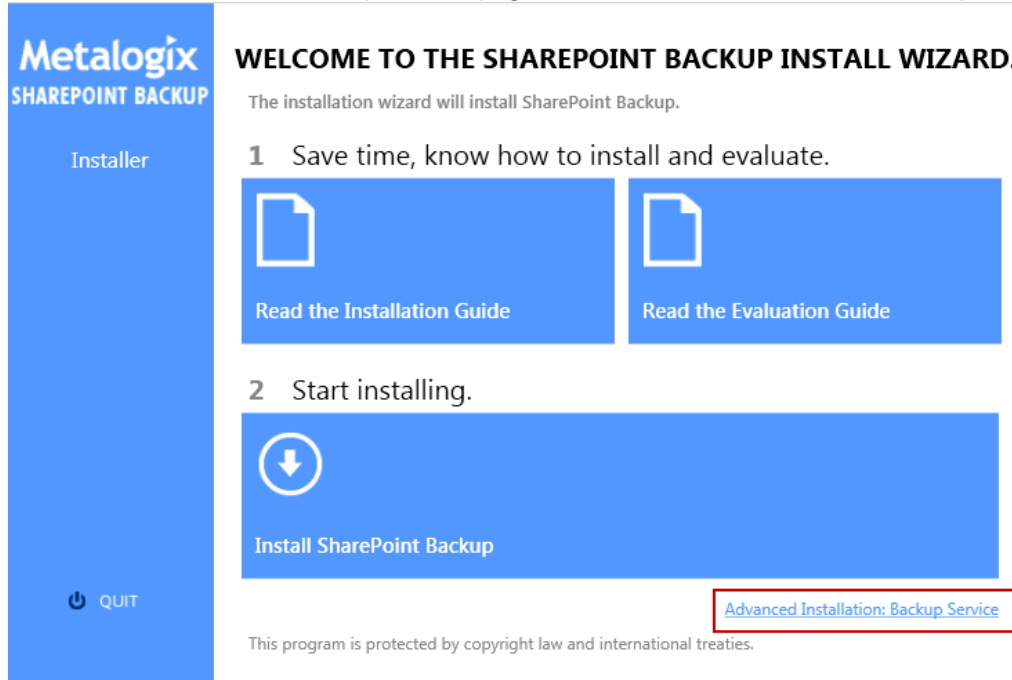 Metalogix
SHAREPOINT BACKUP
Installer
QUIT
WELCOME TO THE SHAREPOINT BACKUP INSTALL WIZARD.
The installation wizard will install SharePoint Backup.
1 Save time, know how to install and evaluate.
Read the Installation Guide
Read the Evaluation Guide
2 Start installing.
Install SharePoint Backup
Advanced Installation: Backup Service
This program is protected by copyright law and international treaties.